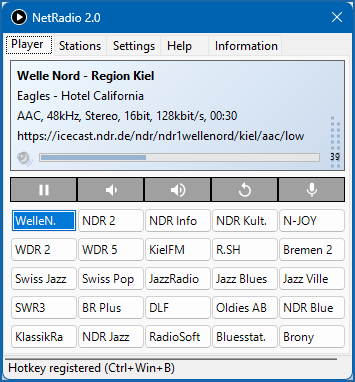 NetRadio 2.0
Player Stations Settings Help Information
Welle Nord - Region Kiel
Eagles - Hotel California
AAC, 48kHz, Stereo, 16bit, 128kbit/s, 00:30
https://icecast.ndr.de/ndr/ndr1wellenord/kiel/aac/low
39
WelleN. NDR 2 NDR Info NDR Kult. N-JOY
WDR 2 WDR 5 KielFM R.SH Bremen 2
Swiss Jazz Swiss Pop JazzRadio Jazz Blues Jazz Ville
SWR3 BR Plus DLF Oldies AB NDR Blue
KlassikRa NDR Jazz RadioSoft Bluesstat. Brony
Hotkey registered (Ctrl+Win+B)